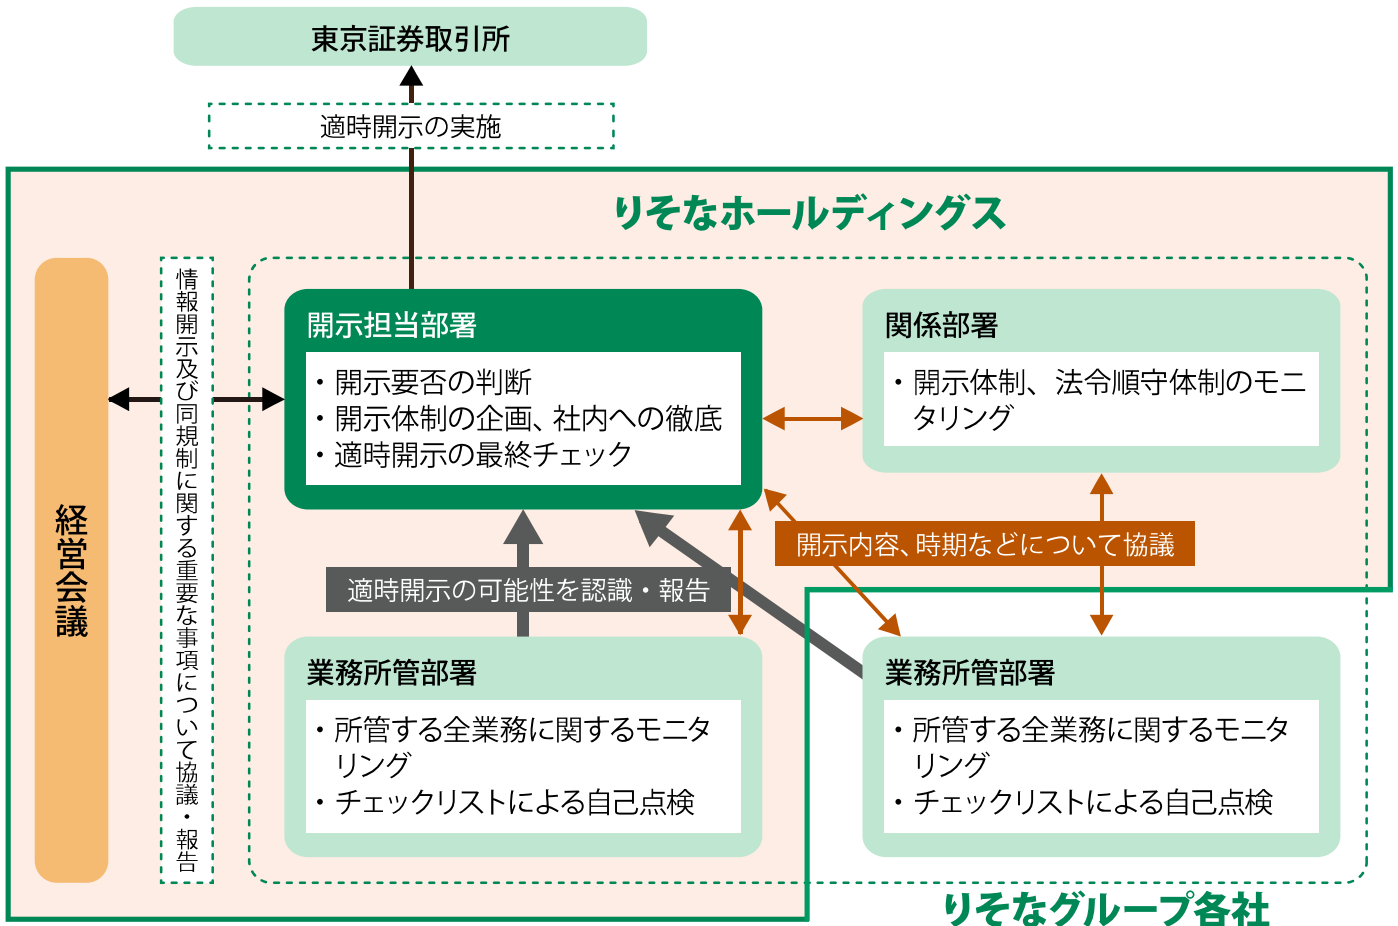 東京証券取引所
適時開示の実施
りそなホールディングス
経営会議
情報開示及び同規制に関する重要な事項について協議・報告
開示担当部署
・開示要否の判断
・開示体制の企画、社内への徹底
・適時開示の最終チェック
関係部署
・開示体制、法令順守体制のモニ
タリング
開示内容、時期などについて協議
適時開示の可能性を認識・報告
業務所管部署
・所管する全業務に関するモニタ
リング
・チェックリストによる自己点検
業務所管部署
・所管する全業務に関するモニタ
リング
・チェックリストによる自己点検
りそなグループ各社